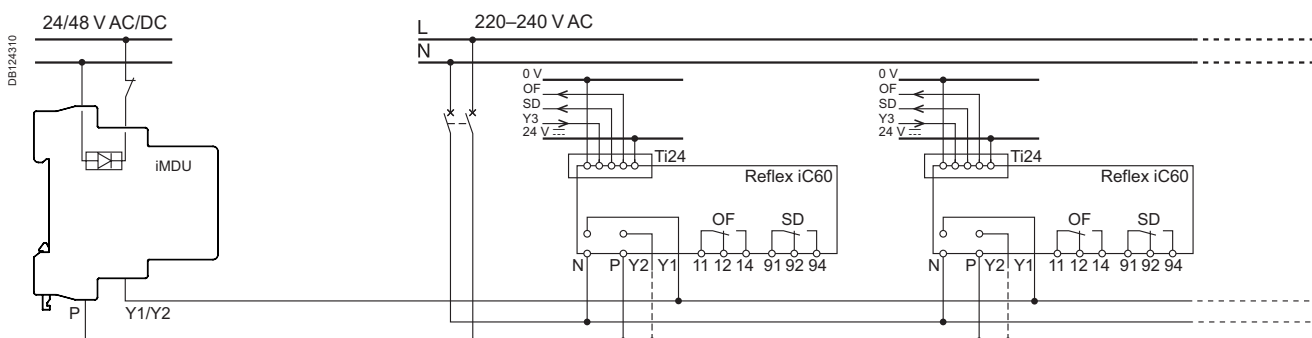 24/48 V AC/DC
DB124310
iMDU
P
Y1/Y2
L
220–240 V AC
N
0 V
OF
SD
Y3
24 V
Ti24
Reflex iC60
OF
SD
N
P
Y2
Y1
11 12 14
91 92 94
0 V
OF
SD
Y3
24 V
Ti24
Reflex iC60
OF
SD
N
P
Y2
Y1
11 12 14
91 92 94